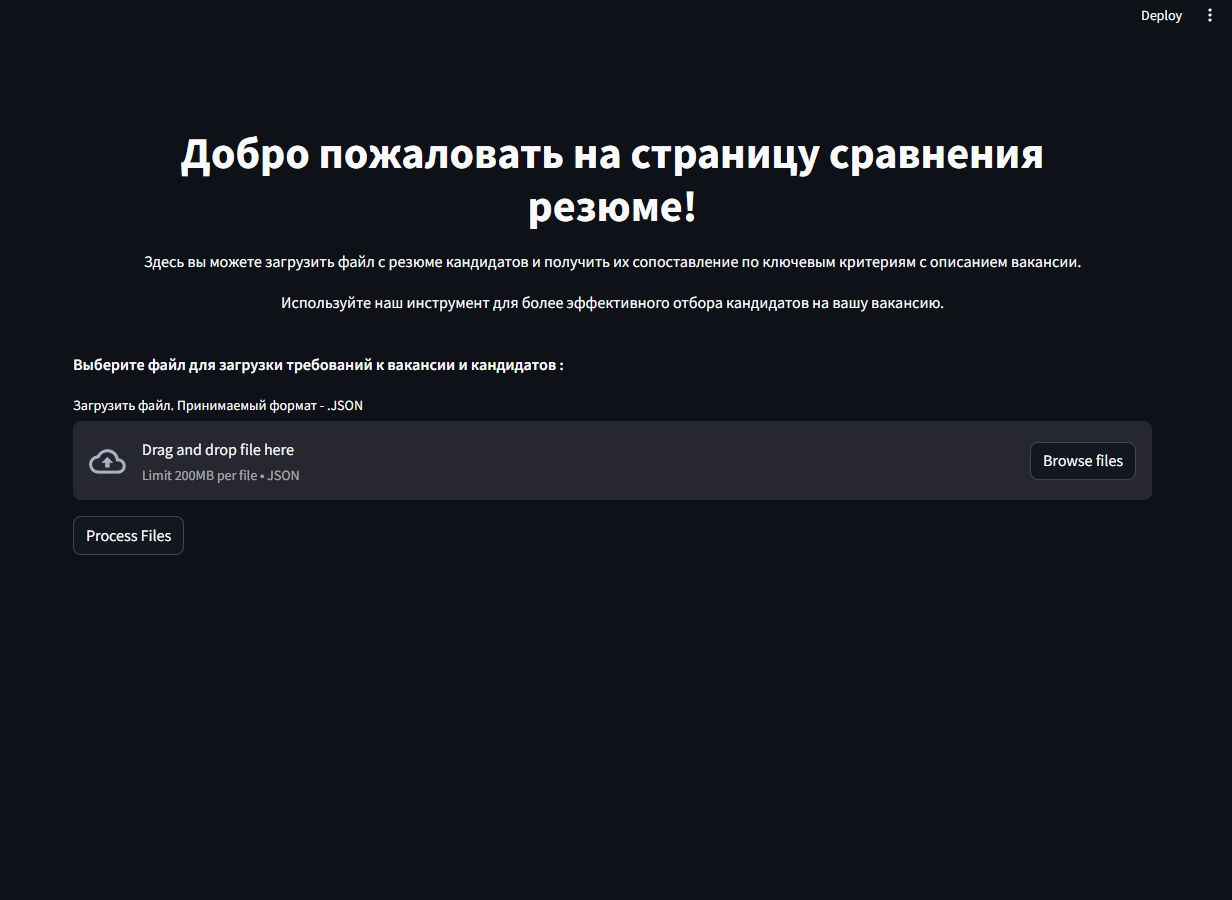 Deploy
Добро пожаловать на страницу сравнения
резюме!
Здесь вы можете загрузить файл с резюме кандидатов и получить их сопоставление по ключевым критериям с описанием вакансии.
Используйте наш инструмент для более эффективного отбора кандидатов на вашу вакансию.
Выберите файл для загрузки требований к вакансии и кандидатов :
Загрузить файл. Принимаемый формат - .JSON
Drag and drop file here
Limit 200MB per file • JSON
Browse files
Process Files